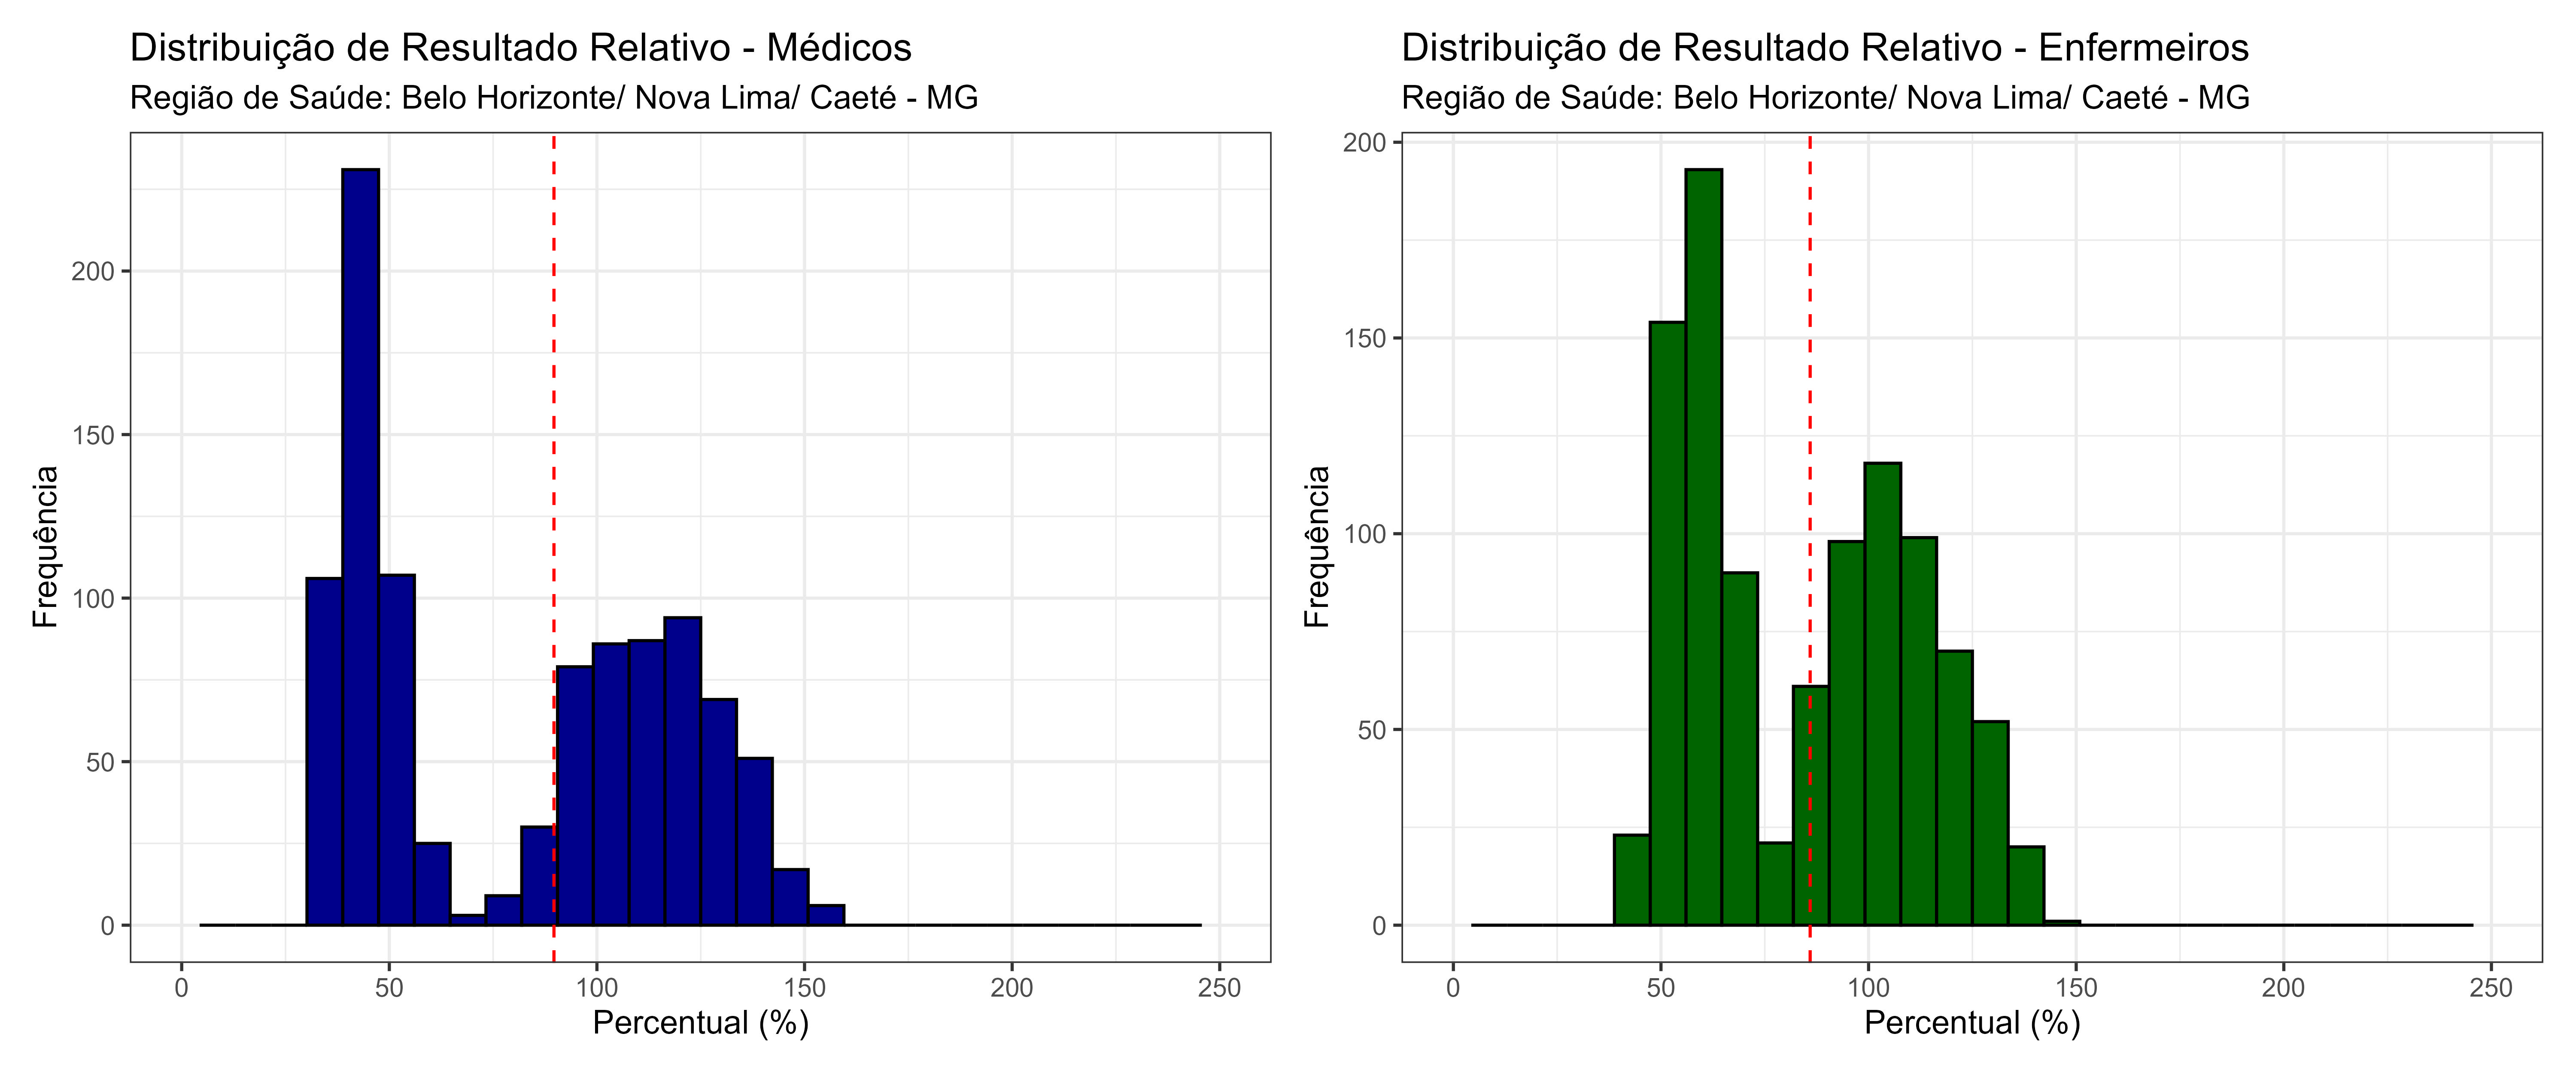 Distribuição de Resultado Relativo - Médicos
Região de Saúde: Belo Horizonte/ Nova Lima/ Caeté - MG
Frequência
200
150
100
50
0
0 50 100 150 200 250
Percentual (%)
Distribuição de Resultado Relativo - Enfermeiros
Região de Saúde: Belo Horizonte/ Nova Lima/ Caeté - MG
Frequência
200
150
100
50
0
0 50 100 150 200 250
Percentual (%)